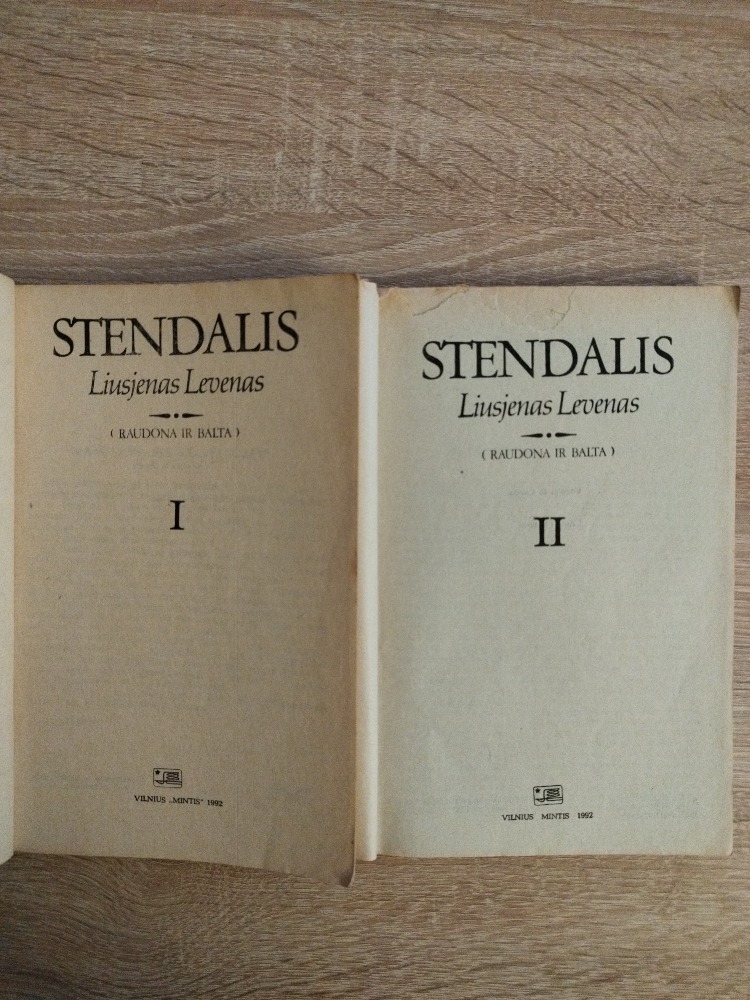 STENDALIS
Liusjenas Levenas
( RAUDONA IR BALTA )
I
VILNIUS „MINTIS“ 1992
STENDALIS
Liusjenas Levenas
( RAUDONA IR BALTA )
II
VILNIUS MINTIS 1992